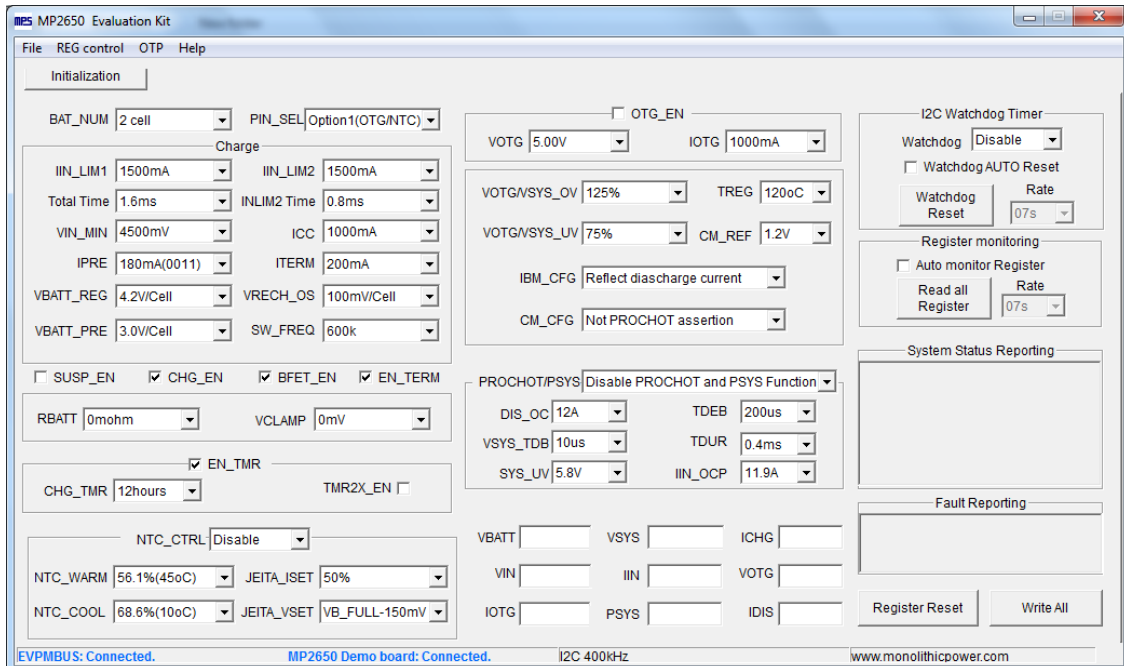 MPS MP2650 Evaluation Kit
File REG control OTP Help
Initialization
BAT_NUM 2 cell PIN_SEL Option1(OTG/NTC)
Charge
IIN_LIM1 1500mA IIN_LIM2 1500mA
Total Time 1.6ms INLIM2 Time 0.8ms
VIN_MIN 4500mV ICC 1000mA
IPRE 180mA(0011) ITERM 200mA
VBATT_REG 4.2V/Cell VRECH_OS 100mV/Cell
VBATT_PRE 3.0V/Cell SW_FREQ 600k
SUSP_EN CHG_EN BFET_EN EN_TERM
RBATT 0mohm VCLAMP 0mV
EN_TMR
CHG_TMR 12hours TMR2X_EN
NTC_CTRL Disable
NTC_WARM 56.1%(45oC) JEITA_ISET 50%
NTC_COOL 68.6%(10oC) JEITA_VSET VB_FULL-150mV
OTG_EN
VOTG 5.00V IOTG 1000mA
VOTG/VSYS_OV 125% TREG 120oC
VOTG/VSYS_UV 75% CM_REF 1.2V
IBM_CFG Reflect diascharge current
CM_CFG Not PROCHOT assertion
PROCHOT/PSYS Disable PROCHOT and PSYS Function
DIS_OC 12A TDEB 200us
VSYS_TDB 10us TDUR 0.4ms
SYS_UV 5.8V IIN_OCP 11.9A
VBATT VSYS ICHG
VIN IIN VOTG
IOTG PSYS IDIS
I2C Watchdog Timer
Watchdog Disable
Watchdog AUTO Reset
Watchdog Reset Rate 07s
Register monitoring
Auto monitor Register
Read all Register Rate 07s
System Status Reporting
Fault Reporting
Register Reset Write All
EVPMBUS: Connected. MP2650 Demo board: Connected. I2C 400kHz www.monolithicpower.com